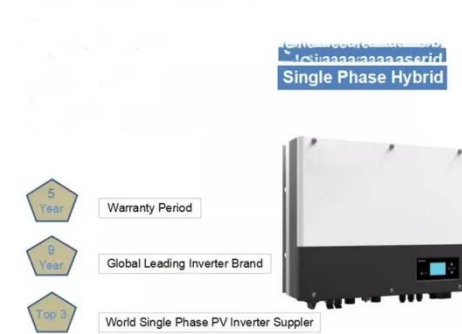 Single Phase Hybrid
5
Year
Warranty Period
9
Year
Global Leading Inverter Brand
Top 3
World Single Phase PV Inverter Suppler